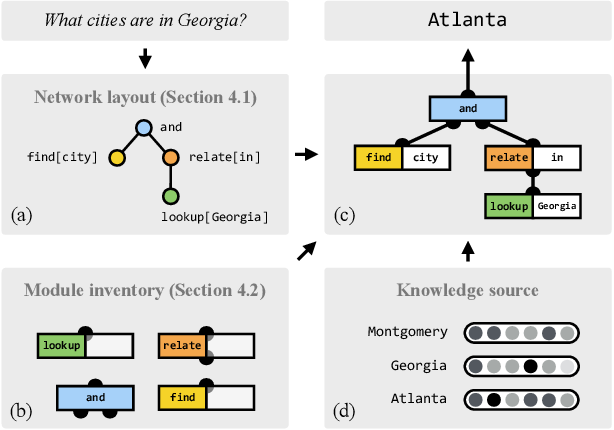 What cities are in Georgia?
Atlanta
Network layout (Section 4.1)
and
find[city]
relate[in]
lookup[Georgia]
(a)
and
find city
relate in
lookup Georgia
(c)
Module inventory (Section 4.2)
lookup
relate
and
find
(b)
Knowledge source
Montgomery
Georgia
Atlanta
(d)